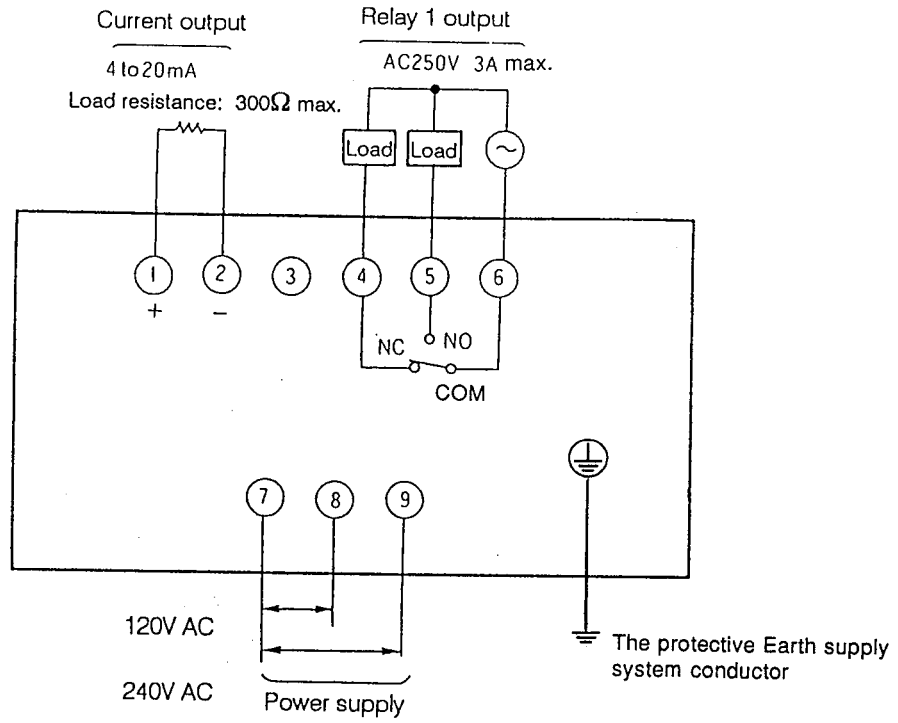 Current output
4 to 20mA
Load resistance: 300Ω max.
Relay 1 output
AC250V 3A max.
Load
Load
1
2
3
4
5
6
+
−
NO
NC
COM
7
8
9
120V AC
240V AC
Power supply
The protective Earth supply
system conductor